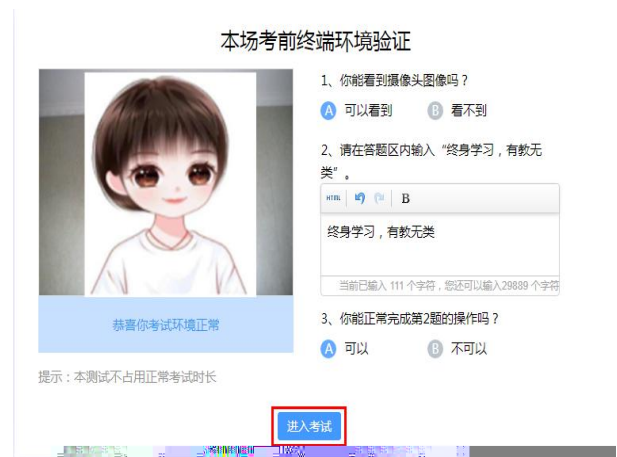 本场考前终端环境验证
1、你能看到摄像头图像吗？
A 可以看到 B 看不到
2、请在答题区内输入“终身学习，有教无
类”。
HTML B
终身学习，有教无类
当前已输入 111 个字符，您还可以输入29889 个字符
恭喜你考试环境正常
3、你能正常完成第2题的操作吗？
A 可以 B 不可以
提示：本测试不占用正常考试时长
进入考试